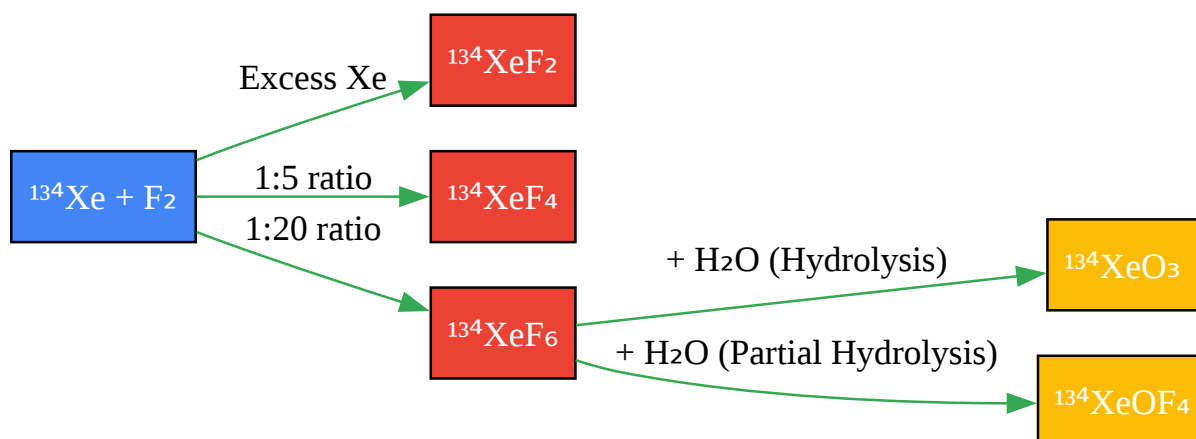 ¹³⁴XeF₂
Excess Xe
¹³⁴Xe + F₂
1:5 ratio
¹³⁴XeF₄
1:20 ratio
¹³⁴XeF₆
+ H₂O (Hydrolysis)
¹³⁴XeO₃
+ H₂O (Partial Hydrolysis)
¹³⁴XeOF₄